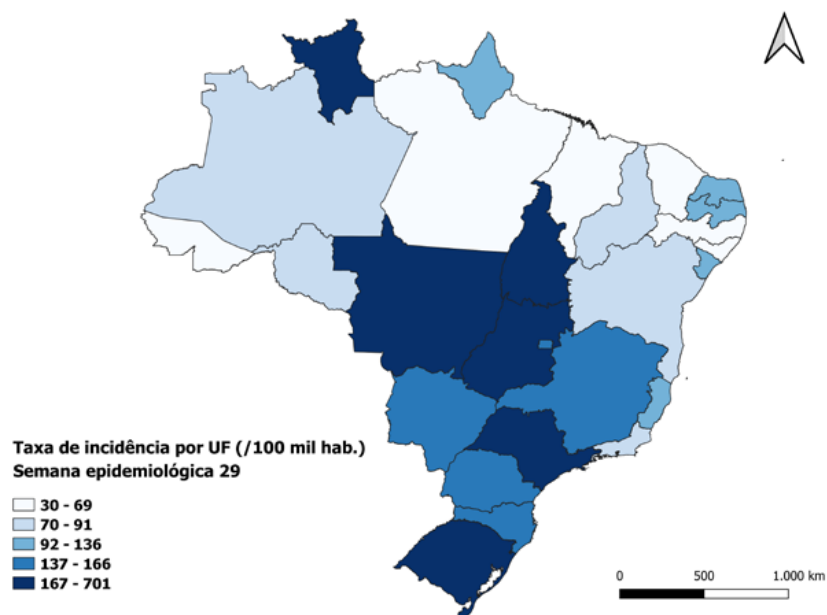 Taxa de incidência por UF (/100 mil hab.)
Semana epidemiológica 29
30 - 69
70 - 91
92 - 136
137 - 166
167 - 701
0 500 1.000 km